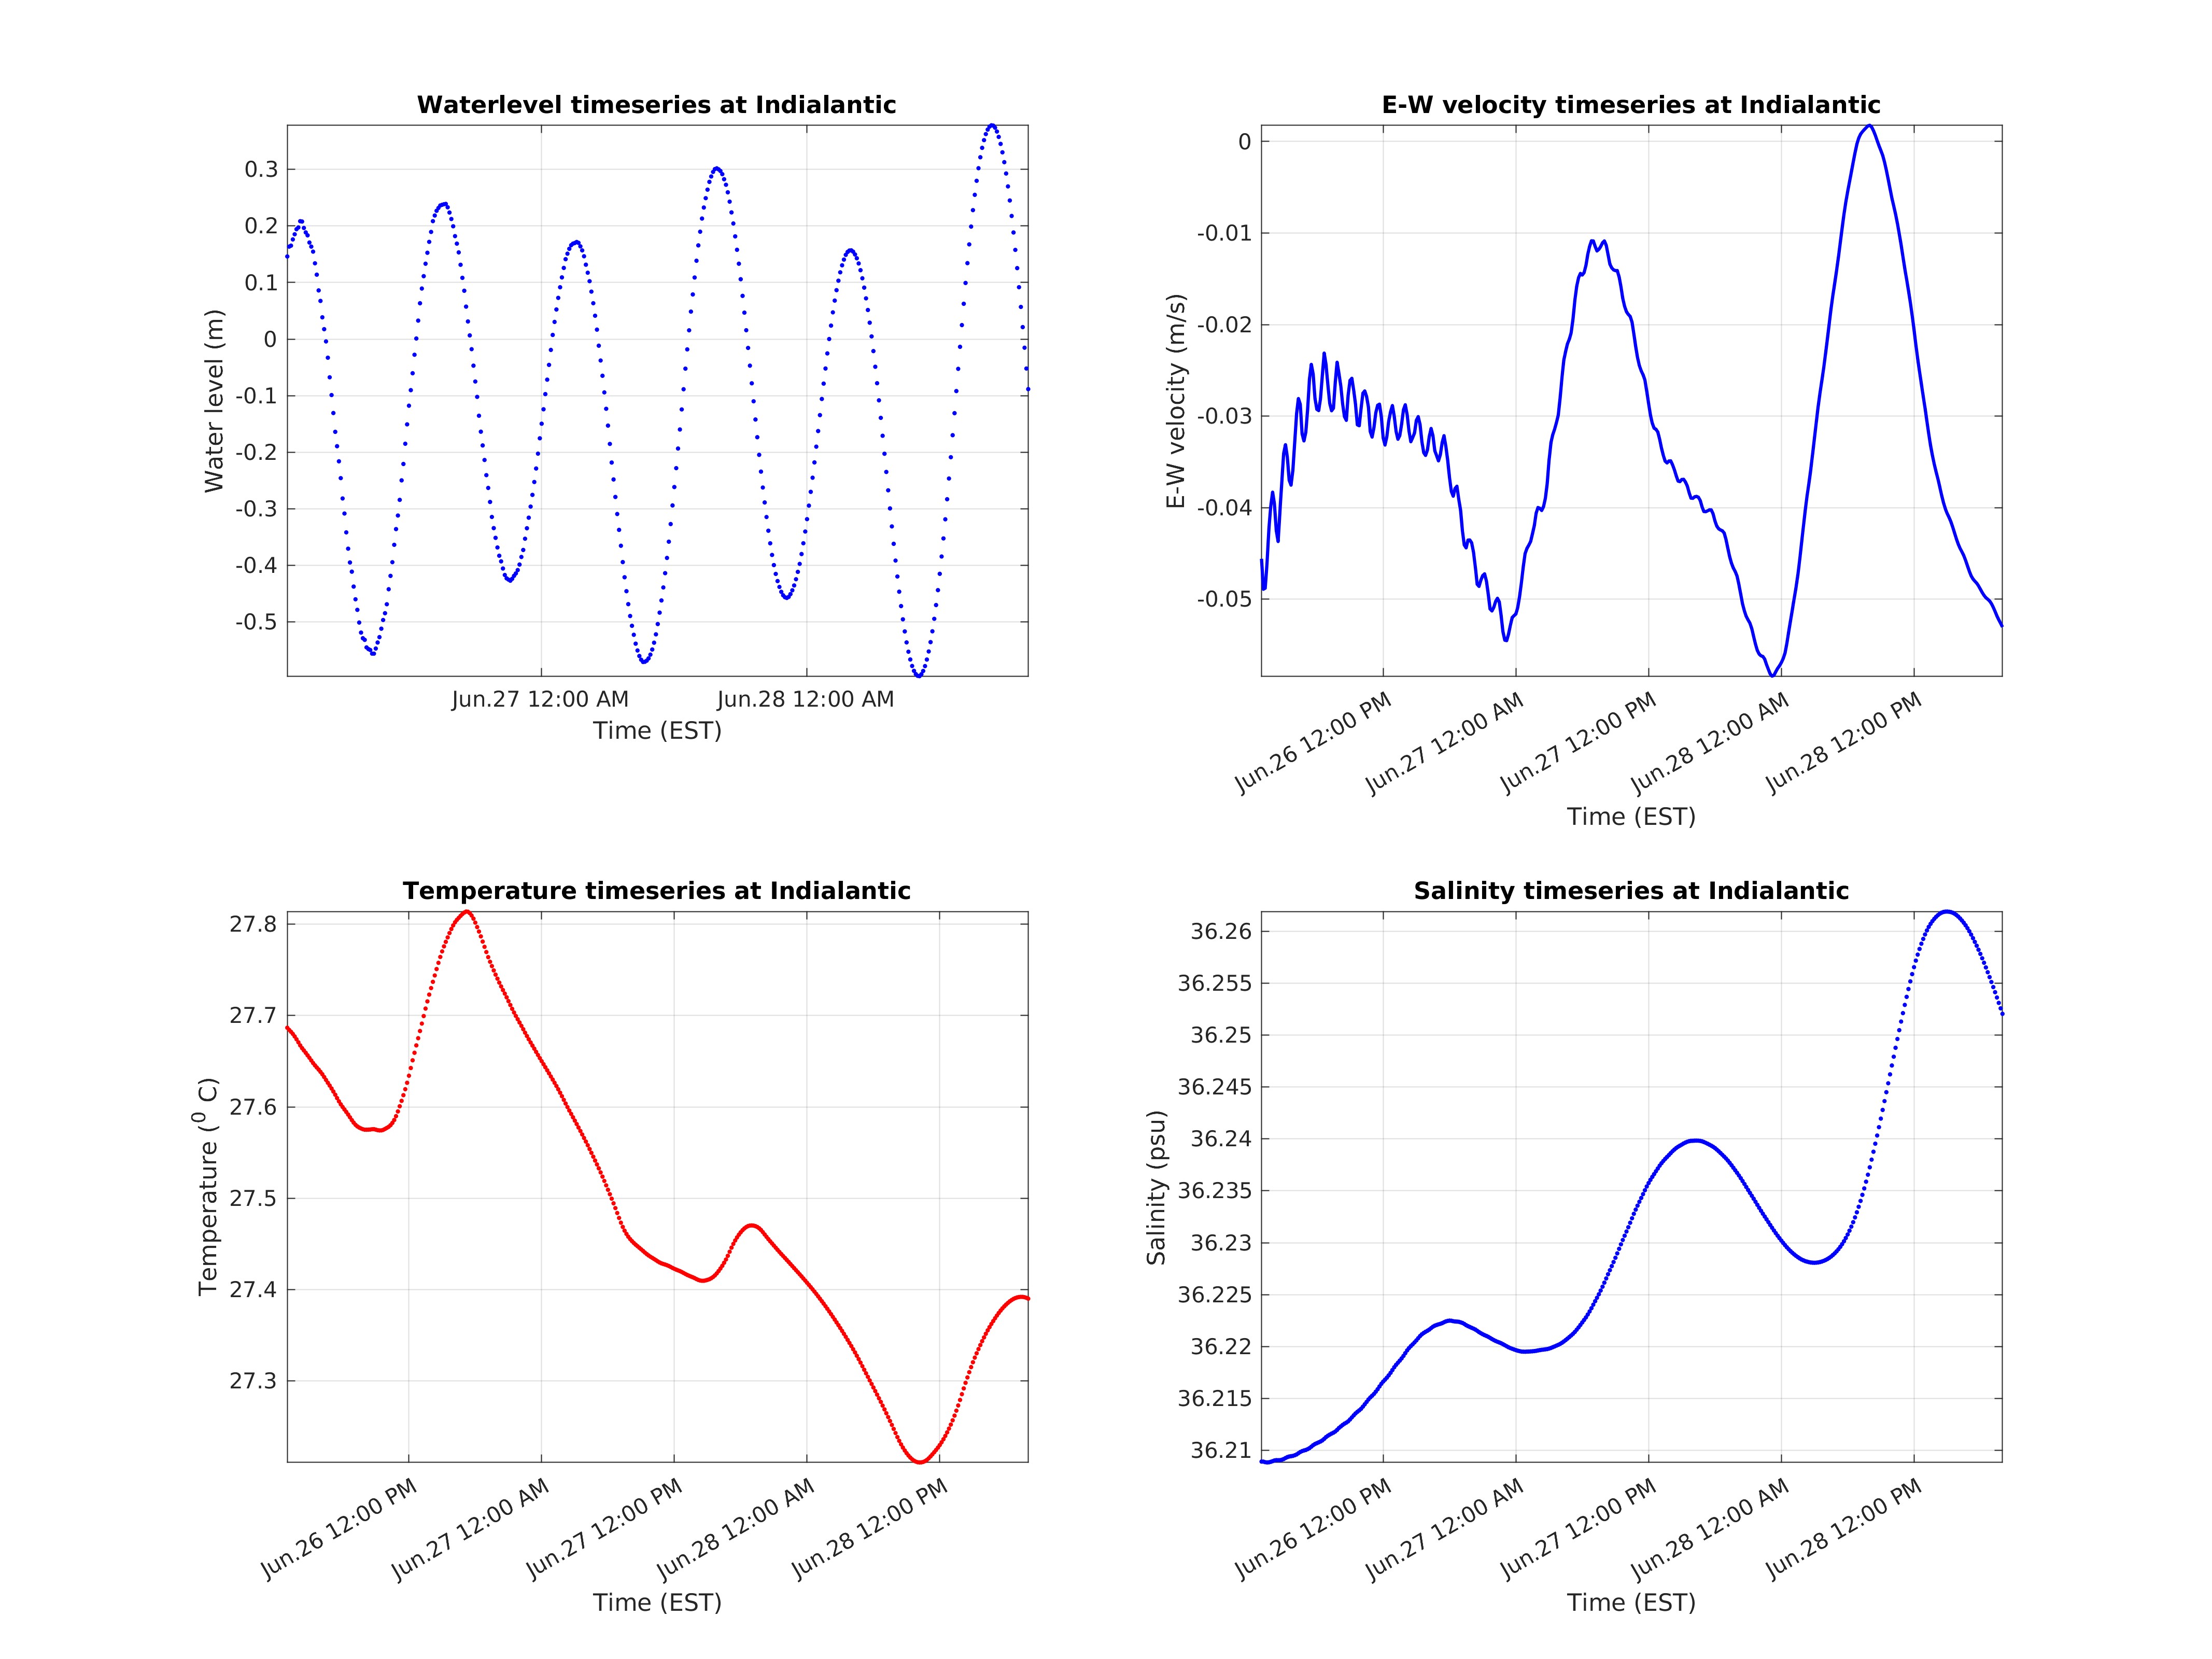 Waterlevel timeseries at Indialantic
0.3
0.2
0.1
0
-0.1
-0.2
-0.3
-0.4
-0.5
Water level (m)
Jun.27 12:00 AM
Jun.28 12:00 AM
Time (EST)
E-W velocity timeseries at Indialantic
0
-0.01
-0.02
-0.03
-0.04
-0.05
E-W velocity (m/s)
Jun.26 12:00 PM
Jun.27 12:00 AM
Jun.27 12:00 PM
Jun.28 12:00 AM
Jun.28 12:00 PM
Time (EST)
Temperature timeseries at Indialantic
27.8
27.7
27.6
27.5
27.4
27.3
Temperature (⁰ C)
Jun.26 12:00 PM
Jun.27 12:00 AM
Jun.27 12:00 PM
Jun.28 12:00 AM
Jun.28 12:00 PM
Time (EST)
Salinity timeseries at Indialantic
36.26
36.255
36.25
36.245
36.24
36.235
36.23
36.225
36.22
36.215
36.21
Salinity (psu)
Jun.26 12:00 PM
Jun.27 12:00 AM
Jun.27 12:00 PM
Jun.28 12:00 AM
Jun.28 12:00 PM
Time (EST)